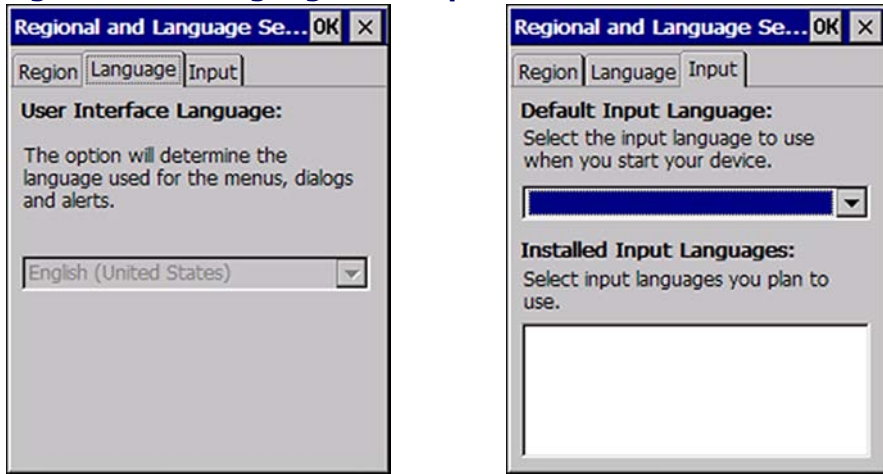 Regional and Language Se... OK ×
Region Language Input
User Interface Language:
The option will determine the
language used for the menus, dialogs
and alerts.
English (United States)
Regional and Language Se... OK ×
Region Language Input
Default Input Language:
Select the input language to use
when you start your device.
Installed Input Languages:
Select input languages you plan to
use.